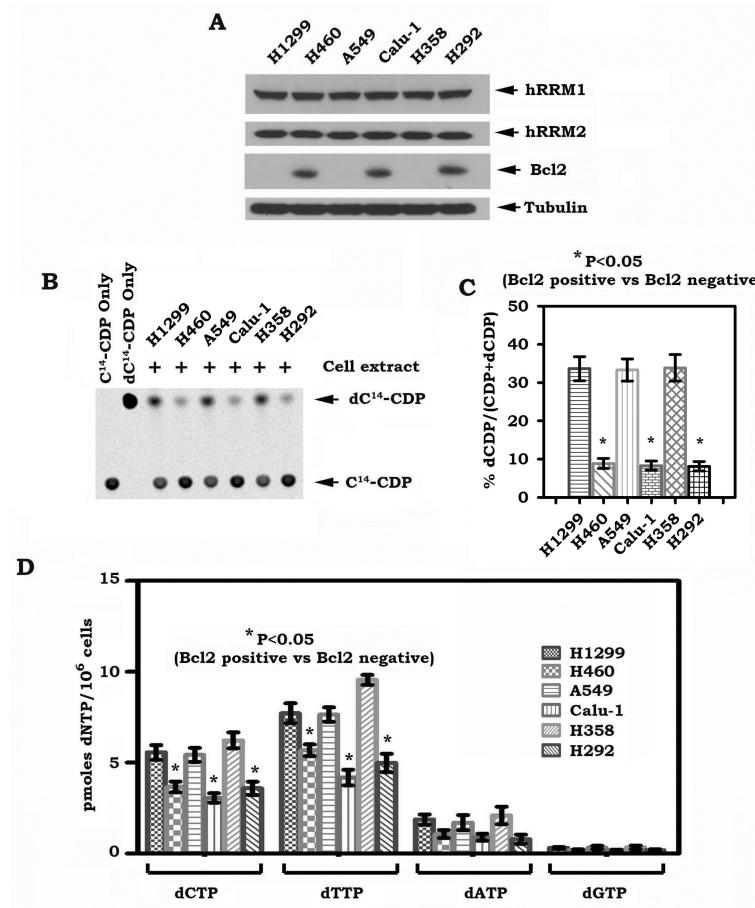 A
H1299
H460
A549
Calu-1
H358
H292
hRRM1
hRRM2
Bcl2
Tubulin
B
C¹⁴-CDP Only
dC¹⁴-CDP Only
H1299
H460
A549
Calu-1
H358
H292
+ + + + + + Cell extract
dC¹⁴-CDP
C¹⁴-CDP
* P<0.05
(Bcl2 positive vs Bcl2 negative
C
% dCDP/(CDP+dCDP)
50
40
30
20
10
0
* * *
H1299
H460
A549
Calu-1
H358
H292
D
pmoles dNTP/10⁶ cells
15
10
5
0
* P<0.05
(Bcl2 positive vs Bcl2 negative)
H1299
H460
A549
Calu-1
H358
H292
* * * * * *
dCTP dTTP dATP dGTP